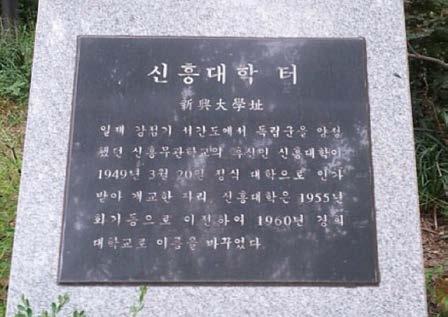 신흥대학 터
新興大學址
일제 강점기 서간도에서 독립군을 양성
했던 신흥무관학교의 후신인 신흥대학이
1949년 3월 20일 정식 대학으로 인가
받아 개교한 자리. 신흥대학은 1955년
회기동으로 이전하여 1960년 경희
대학교로 이름을 바꾸었다.